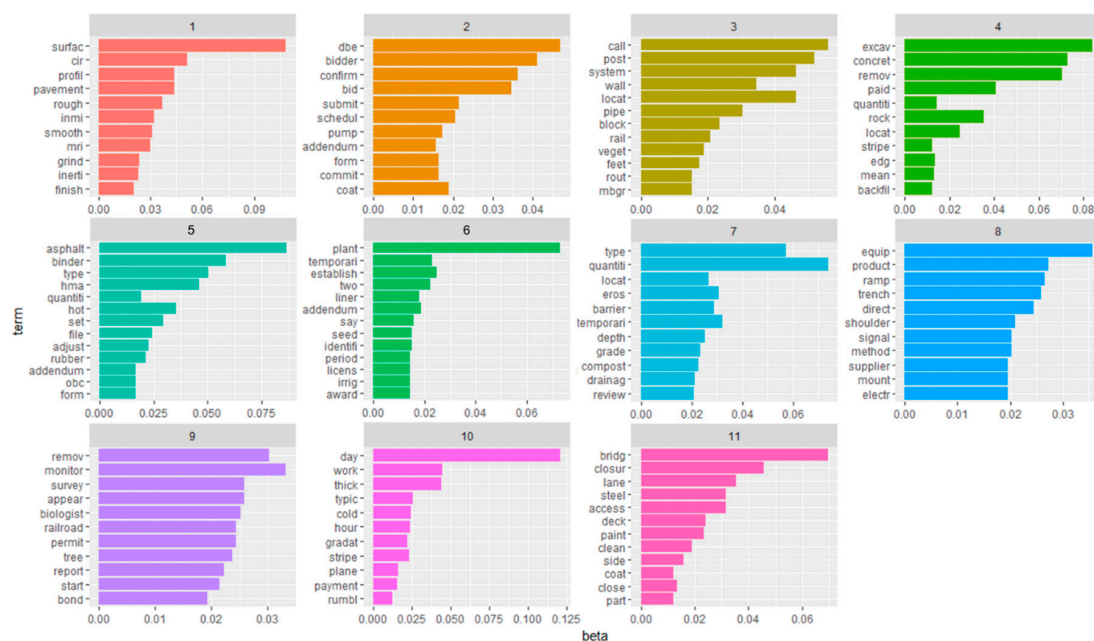 1
surfac
cir
profil
pavement
rough
inmi
smooth
mri
grind
inerti
finish
0.00 0.03 0.06 0.09
2
dbe
bidder
confirm
bid
submit
schedul
pump
addendum
form
commit
coat
0.00 0.01 0.02 0.03 0.04
3
call
post
system
wall
locat
pipe
block
rail
veget
feet
rout
mbgr
0.00 0.02 0.04
4
excav
concret
remov
paid
quantiti
rock
locat
stripe
edg
mean
backfil
0.00 0.02 0.04 0.06 0.08
term
5
asphalt
binder
type
hma
quantiti
hot
set
file
adjust
rubber
addendum
obc
form
0.000 0.025 0.050 0.075
6
plant
temporari
establish
two
liner
addendum
say
seed
identifi
period
licens
irrig
award
0.00 0.02 0.04 0.06
7
type
quantiti
locat
eros
barrier
temporari
depth
grade
compost
drainag
review
0.00 0.02 0.04 0.06
8
equip
product
ramp
trench
direct
shoulder
signal
method
supplier
mount
electr
0.00 0.01 0.02 0.03
9
remov
monitor
survey
appear
biologist
railroad
permit
tree
report
start
bond
0.00 0.01 0.02 0.03
10
day
work
thick
typic
cold
hour
gradat
stripe
plane
payment
rumbl
0.000 0.025 0.050 0.075 0.100 0.125
11
bridg
closur
lane
steel
access
deck
paint
clean
side
coat
close
part
0.00 0.02 0.04 0.06
beta